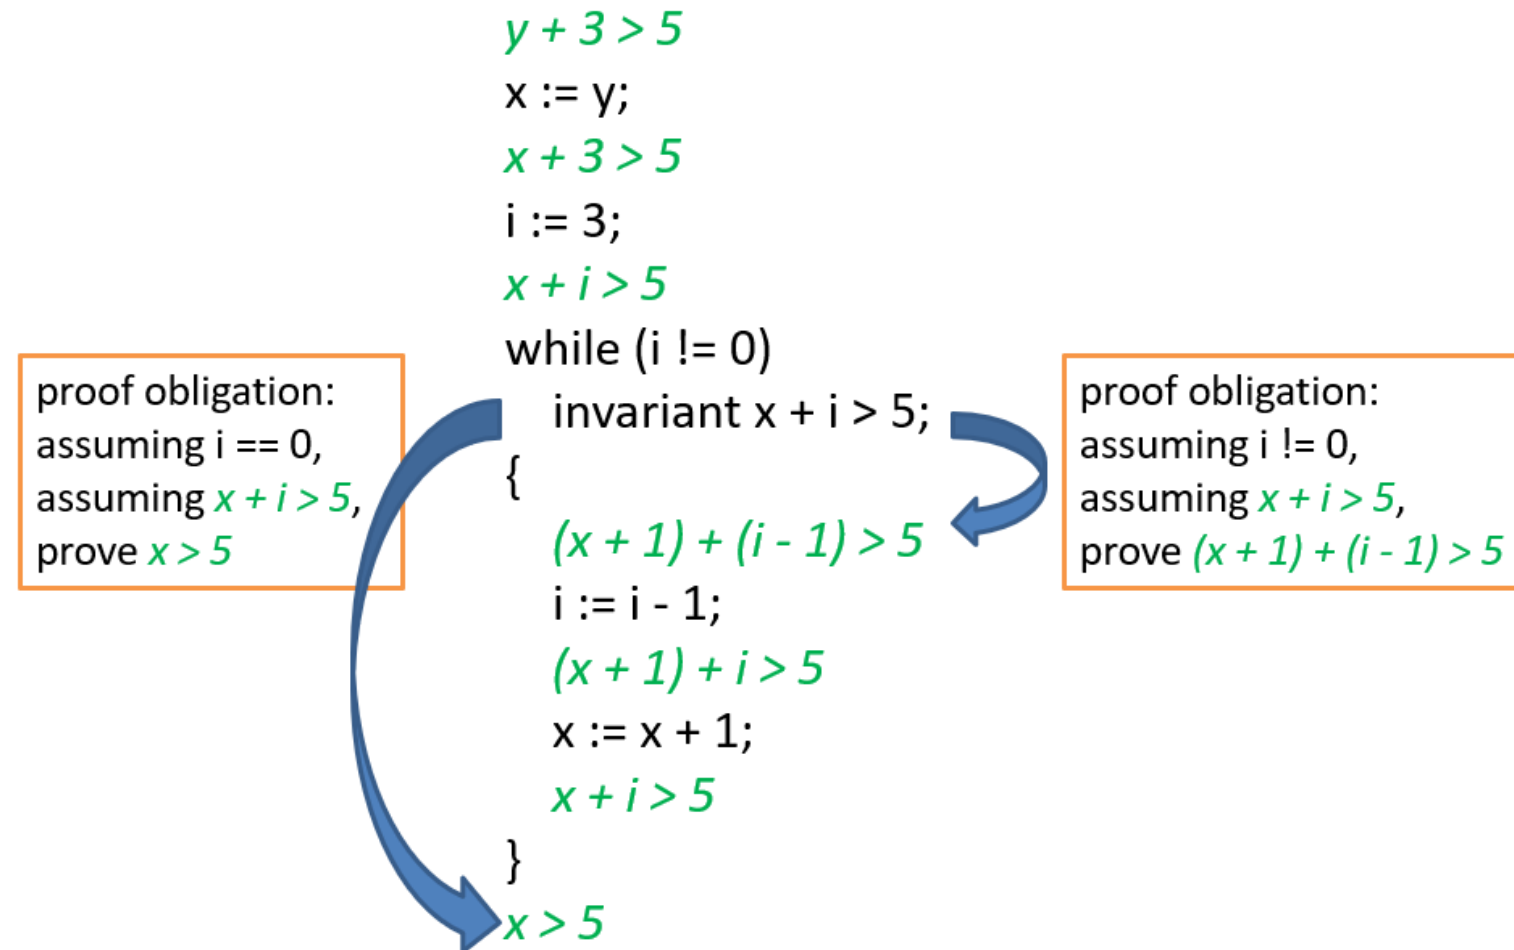 y + 3 > 5
x := y;
x + 3 > 5
i := 3;
x + i > 5
while (i != 0)
invariant x + i > 5;
{
(x + 1) + (i - 1) > 5
i := i - 1;
(x + 1) + i > 5
x := x + 1;
x + i > 5
}
x > 5
proof obligation:
assuming i == 0,
assuming x + i > 5,
prove x > 5
proof obligation:
assuming i != 0,
assuming x + i > 5,
prove (x + 1) + (i - 1) > 5